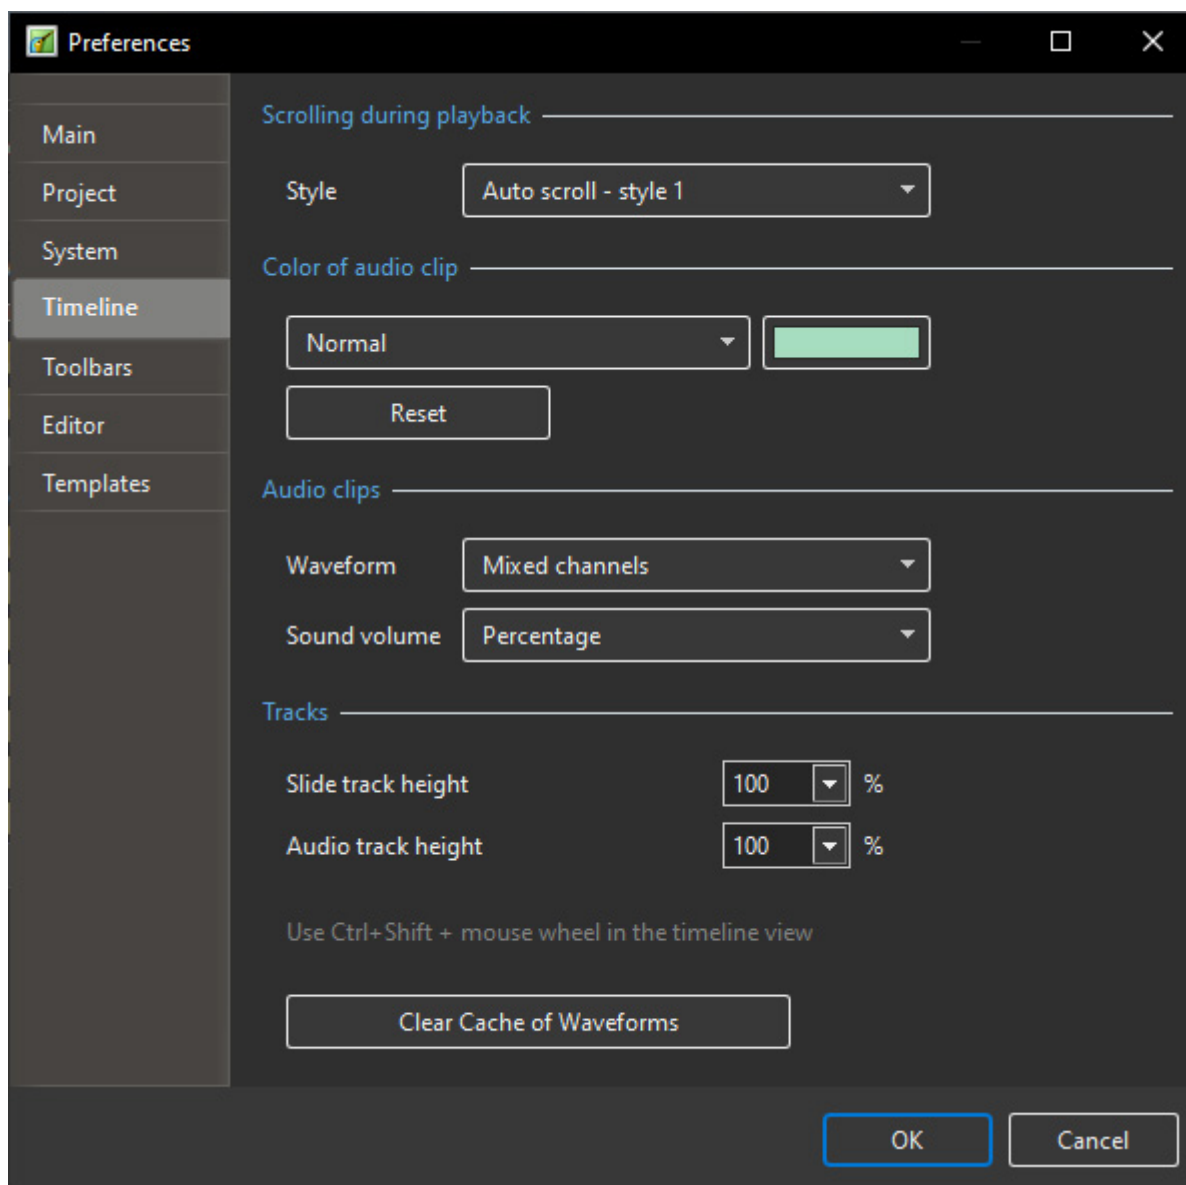 Preferences
Main
Project
System
Timeline
Toolbars
Editor
Templates
Scrolling during playback
Style Auto scroll - style 1
Color of audio clip
Normal
Reset
Audio clips
Waveform Mixed channels
Sound volume Percentage
Tracks
Slide track height 100 %
Audio track height 100 %
Use Ctrl+Shift + mouse wheel in the timeline view
Clear Cache of Waveforms
OK Cancel